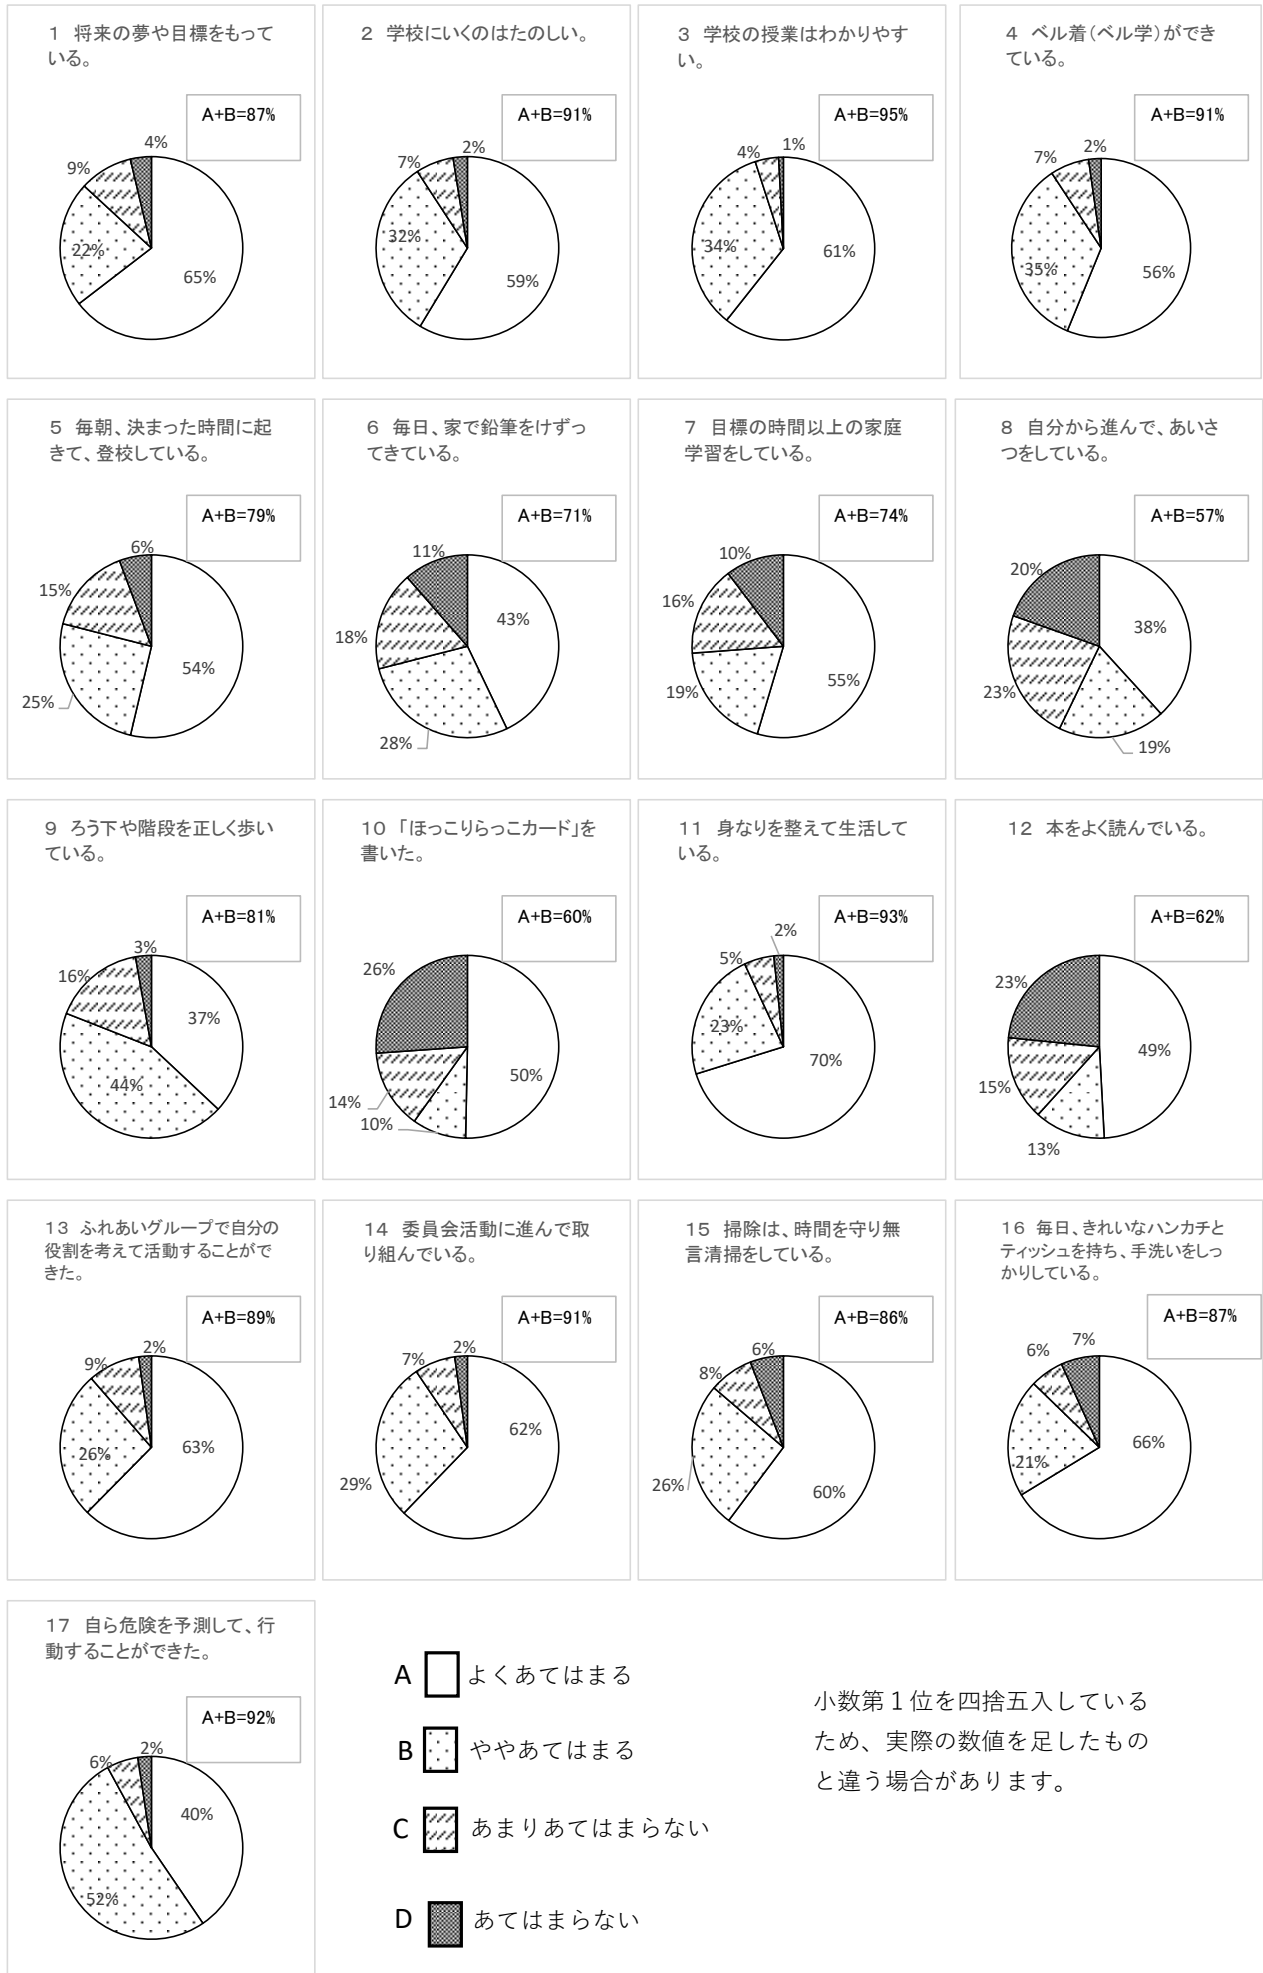 1 将来の夢や目標をもって
いる。
A+B=87%
4%
9%
22%
65%
2 学校にいくのはたのしい。
A+B=91%
2%
7%
32%
59%
3 学校の授業はわかりやす
い。
A+B=95%
1%
4%
34%
61%
4 ベル着(ベル学)ができ
ている。
A+B=91%
2%
7%
35%
56%
5 毎朝、決まった時間に起
きて、登校している。
A+B=79%
6%
15%
54%
25%
6 毎日、家で鉛筆をけずっ
てきている。
A+B=71%
11%
43%
18%
28%
7 目標の時間以上の家庭
学習をしている。
A+B=74%
10%
16%
55%
19%
8 自分から進んで、あいさ
つをしている。
A+B=57%
20%
38%
23%
19%
9 ろう下や階段を正しく歩い
ている。
A+B=81%
3%
16%
37%
44%
10 「ほっこりらっこカード」を
書いた。
A+B=60%
26%
50%
14%
10%
11 身なりを整えて生活して
いる。
A+B=93%
2%
5%
23%
70%
12 本をよく読んでいる。
A+B=62%
23%
49%
15%
13%
13 ふれあいグループで自分の
役割を考えて活動することがで
きた。
A+B=89%
2%
9%
26%
63%
14 委員会活動に進んで取
り組んでいる。
A+B=91%
2%
7%
62%
29%
15 掃除は、時間を守り無
言清掃をしている。
A+B=86%
6%
8%
26%
60%
16 毎日、きれいなハンカチと
ティッシュを持ち、手洗いをしっ
かりしている。
A+B=87%
7%
6%
66%
21%
17 自ら危険を予測して、行
動することができた。
A+B=92%
2%
6%
40%
52%
A よくあてはまる
B ややあてはまる
C あまりあてはまらない
D あてはまらない
小数第1位を四捨五入している
ため、実際の数値を足したもの
と違う場合があります。